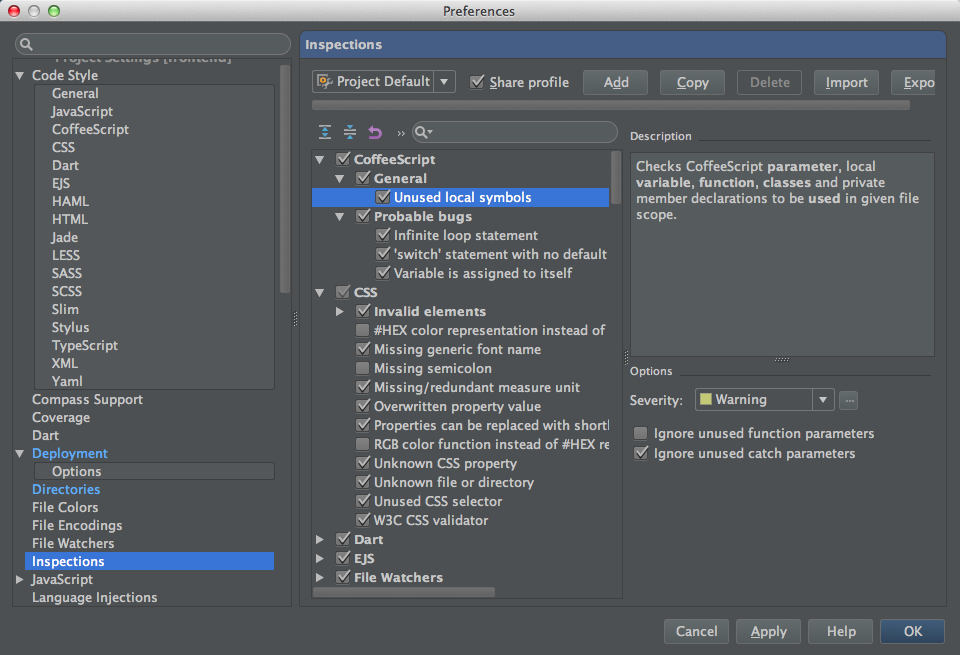 Preferences
Project Settings [frontend]
Code Style
General
JavaScript
CoffeeScript
CSS
Dart
EJS
HAML
HTML
Jade
LESS
SASS
SCSS
Slim
Stylus
TypeScript
XML
Yaml
Compass Support
Coverage
Dart
Deployment
Options
Directories
File Colors
File Encodings
File Watchers
Inspections
JavaScript
Language Injections
Inspections
Project Default
Share profile
Add
Copy
Delete
Import
Expo
»
CoffeeScript
General
Unused local symbols
Probable bugs
Infinite loop statement
'switch' statement with no default
Variable is assigned to itself
CSS
Invalid elements
#HEX color representation instead of
Missing generic font name
Missing semicolon
Missing/redundant measure unit
Overwritten property value
Properties can be replaced with shortl
RGB color function instead of #HEX re
Unknown CSS property
Unknown file or directory
Unused CSS selector
W3C CSS validator
Dart
EJS
File Watchers
Description
Checks CoffeeScript parameter, local
variable, function, classes and private
member declarations to be used in given file
scope.
Options
Severity: Warning ...
Ignore unused function parameters
Ignore unused catch parameters
Cancel
Apply
Help
OK